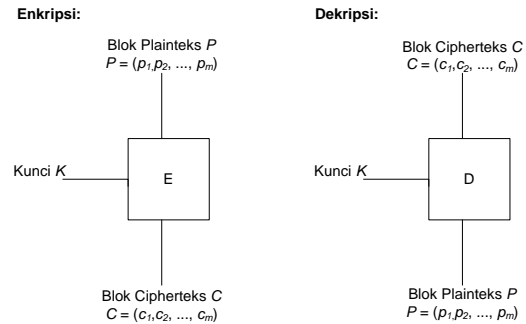 Enkripsi:
Blok Plainteks P
P = (p1,p2, ..., pm)
Kunci K
E
Blok Cipherteks C
C = (c1,c2, ..., cm)
Dekripsi:
Blok Cipherteks C
C = (c1,c2, ..., cm)
Kunci K
D
Blok Plainteks P
P = (p1,p2, ..., pm)